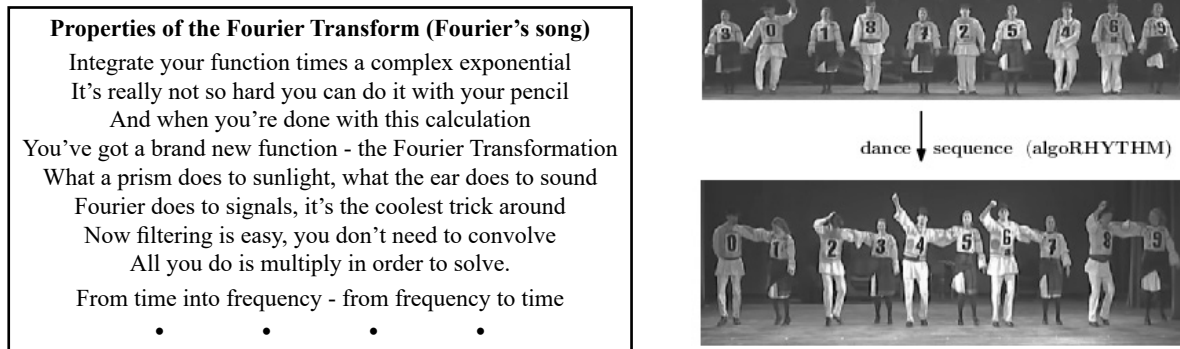 Properties of the Fourier Transform (Fourier’s song)
Integrate your function times a complex exponential
It’s really not so hard you can do it with your pencil
And when you’re done with this calculation
You’ve got a brand new function - the Fourier Transformation
What a prism does to sunlight, what the ear does to sound
Fourier does to signals, it’s the coolest trick around
Now filtering is easy, you don’t need to convolve
All you do is multiply in order to solve.
From time into frequency - from frequency to time
• • • •
3 0 1 8 7 2 5 4 6 9
dance sequence (algoRHYTHM)
0 1 2 3 4 5 6 7 8 9